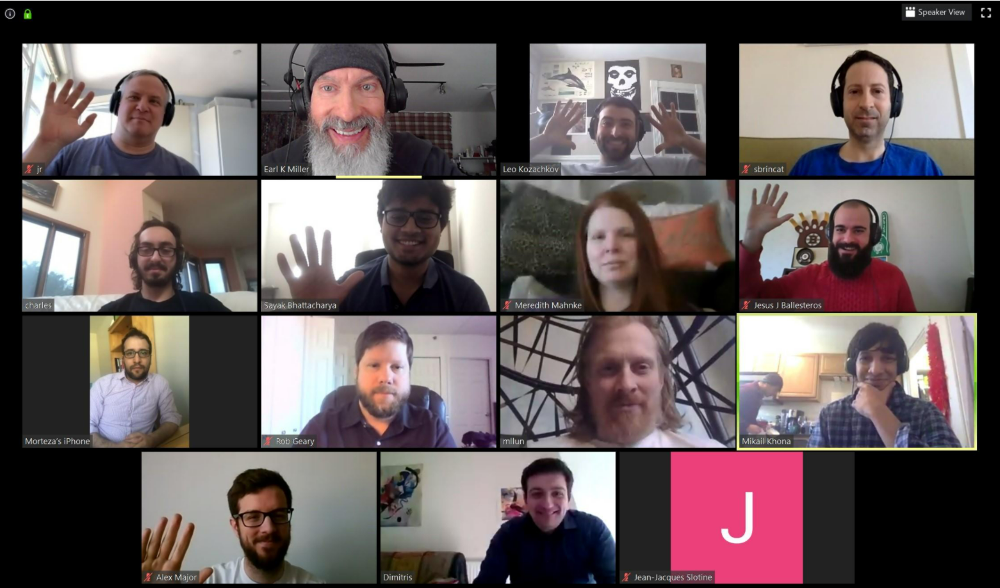 Speaker View
jr
Earl K Miller
Leo Kozachkov
sbrincat
charles
Sayak Bhattacharya
Meredith Mahnke
Jesus J Ballesteros
Morteza's iPhone
Rob Geary
mllun
Mikail Khona
J
Alex Major
Dimitris
Jean-Jacques Slotine